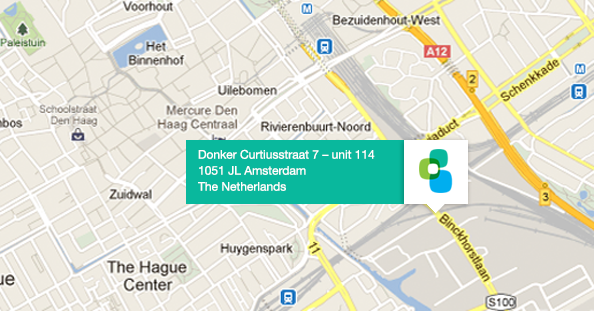 Voorhout
Bezuidenhout-West
Paleistuin
M
Het
Binnenhof
A12
2
M
Uilebomen
Schenkkade
Schoolstraat
Den Haag
Mercure Den
Haag Centraal
Rivierenbuurt-Noord
aduct
Donker Curtiusstraat 7 – unit 114
1051 JL Amsterdam
The Netherlands
Zuidwal
3
Binckhorstlaan
Huygenspark
11
The Hague
Center
ue
S100